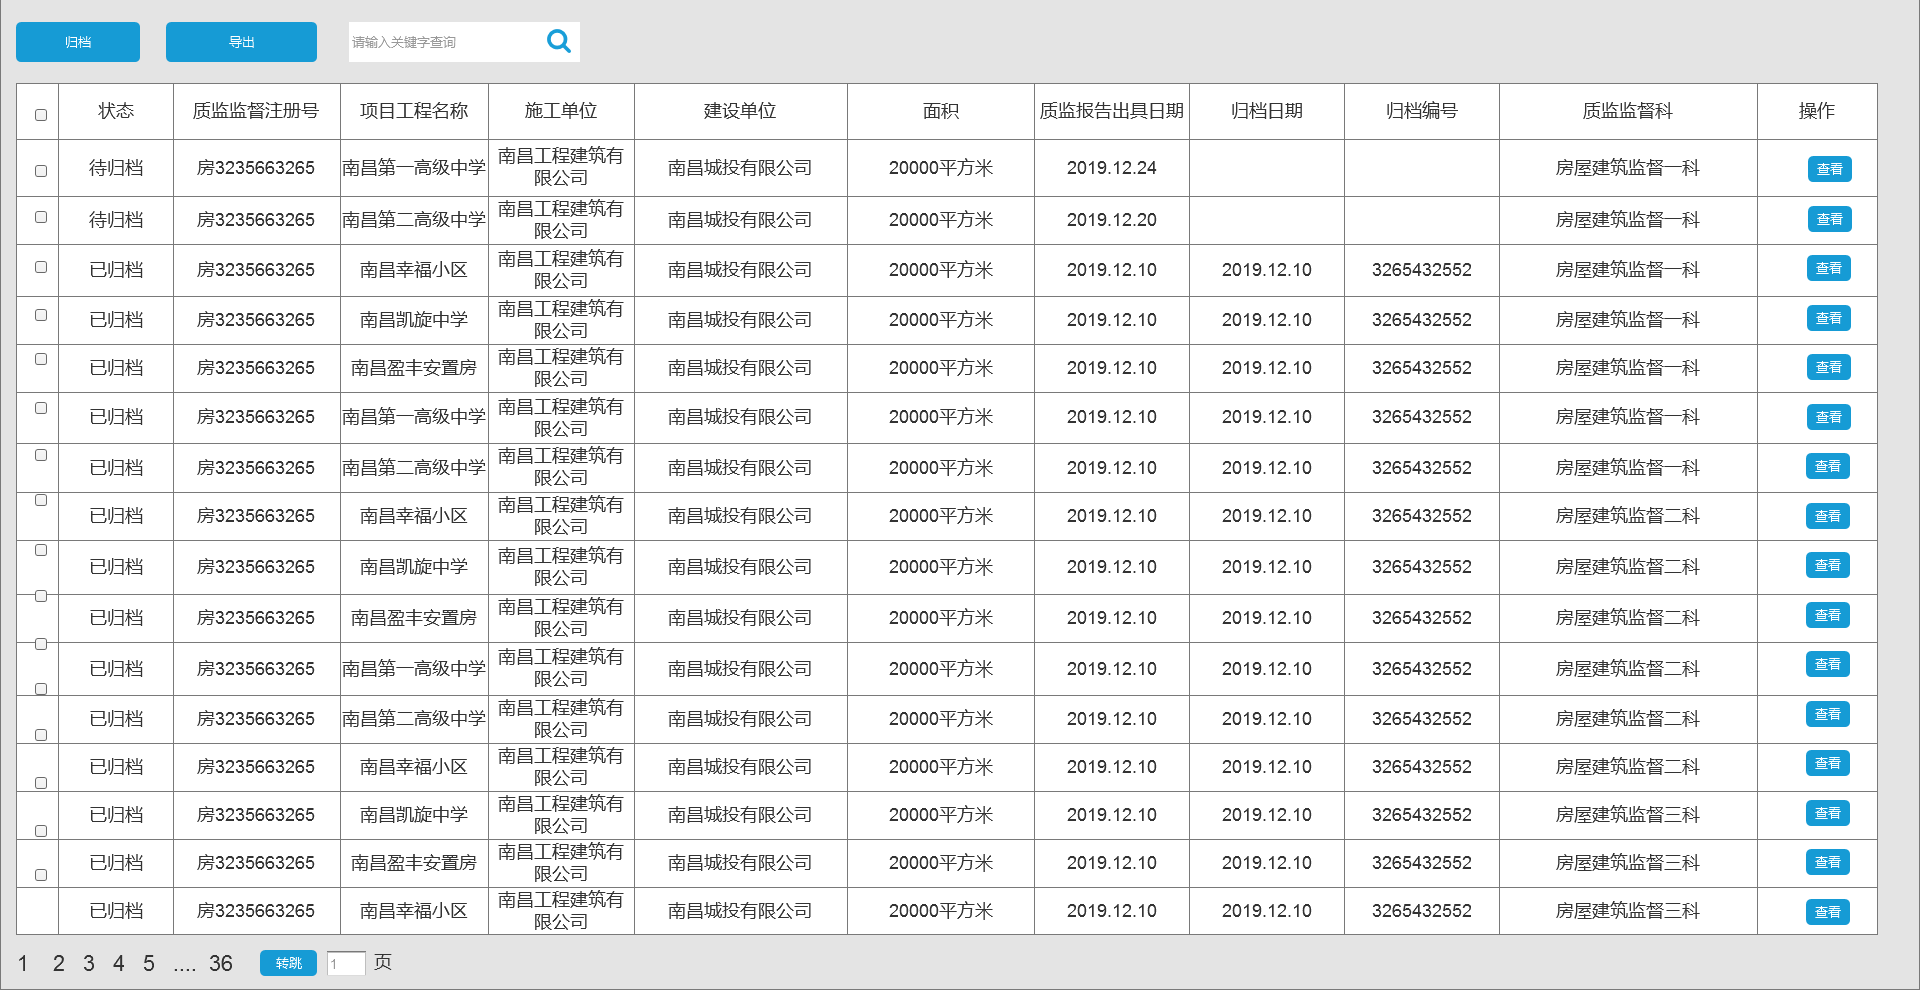 归档 导出 请输入关键字查询
状态 质监监督注册号 项目工程名称 施工单位 建设单位 面积 质监报告出具日期 归档日期 归档编号 质监监督科 操作
待归档 房3235663265 南昌第一高级中学 南昌工程建筑有限公司 南昌城投有限公司 20000平方米 2019.12.24 房屋建筑监督一科 查看
待归档 房3235663265 南昌第二高级中学 南昌工程建筑有限公司 南昌城投有限公司 20000平方米 2019.12.20 房屋建筑监督一科 查看
已归档 房3235663265 南昌幸福小区 南昌工程建筑有限公司 南昌城投有限公司 20000平方米 2019.12.10 2019.12.10 3265432552 房屋建筑监督一科 查看
已归档 房3235663265 南昌凯旋中学 南昌工程建筑有限公司 南昌城投有限公司 20000平方米 2019.12.10 2019.12.10 3265432552 房屋建筑监督一科 查看
已归档 房3235663265 南昌盈丰安置房 南昌工程建筑有限公司 南昌城投有限公司 20000平方米 2019.12.10 2019.12.10 3265432552 房屋建筑监督一科 查看
已归档 房3235663265 南昌第一高级中学 南昌工程建筑有限公司 南昌城投有限公司 20000平方米 2019.12.10 2019.12.10 3265432552 房屋建筑监督一科 查看
已归档 房3235663265 南昌第二高级中学 南昌工程建筑有限公司 南昌城投有限公司 20000平方米 2019.12.10 2019.12.10 3265432552 房屋建筑监督一科 查看
已归档 房3235663265 南昌幸福小区 南昌工程建筑有限公司 南昌城投有限公司 20000平方米 2019.12.10 2019.12.10 3265432552 房屋建筑监督二科 查看
已归档 房3235663265 南昌凯旋中学 南昌工程建筑有限公司 南昌城投有限公司 20000平方米 2019.12.10 2019.12.10 3265432552 房屋建筑监督二科 查看
已归档 房3235663265 南昌盈丰安置房 南昌工程建筑有限公司 南昌城投有限公司 20000平方米 2019.12.10 2019.12.10 3265432552 房屋建筑监督二科 查看
已归档 房3235663265 南昌第一高级中学 南昌工程建筑有限公司 南昌城投有限公司 20000平方米 2019.12.10 2019.12.10 3265432552 房屋建筑监督二科 查看
已归档 房3235663265 南昌第二高级中学 南昌工程建筑有限公司 南昌城投有限公司 20000平方米 2019.12.10 2019.12.10 3265432552 房屋建筑监督二科 查看
已归档 房3235663265 南昌幸福小区 南昌工程建筑有限公司 南昌城投有限公司 20000平方米 2019.12.10 2019.12.10 3265432552 房屋建筑监督二科 查看
已归档 房3235663265 南昌凯旋中学 南昌工程建筑有限公司 南昌城投有限公司 20000平方米 2019.12.10 2019.12.10 3265432552 房屋建筑监督三科 查看
已归档 房3235663265 南昌盈丰安置房 南昌工程建筑有限公司 南昌城投有限公司 20000平方米 2019.12.10 2019.12.10 3265432552 房屋建筑监督三科 查看
已归档 房3235663265 南昌幸福小区 南昌工程建筑有限公司 南昌城投有限公司 20000平方米 2019.12.10 2019.12.10 3265432552 房屋建筑监督三科 查看
1 2 3 4 5 .... 36 转跳 1 页